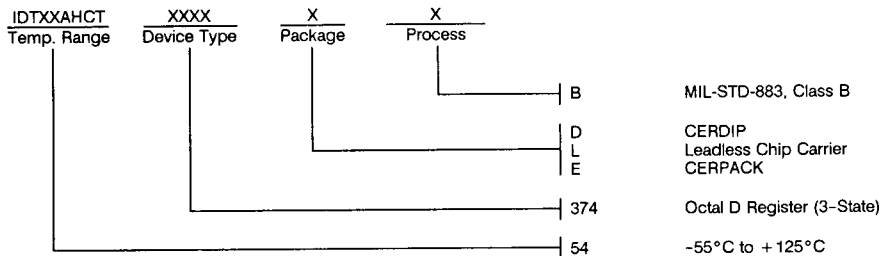 IDTXXAHCT XXXX X X
Temp. Range Device Type Package Process
B MIL-STD-883, Class B
D CERDIP
L Leadless Chip Carrier
E CERPACK
374 Octal D Register (3-State)
54 -55°C to +125°C